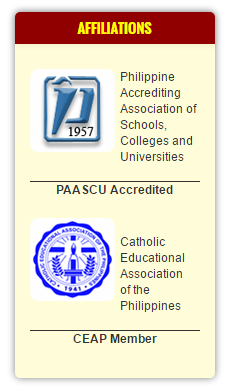 AFFILIATIONS
1957
Philippine
Accrediting
Association of
Schools,
Colleges and
Universities
PAASCU Accredited
CATHOLIC EDUCATIONAL ASSOCIATION OF THE PHILIPPINES
1941
Catholic
Educational
Association
of the
Philippines
CEAP Member